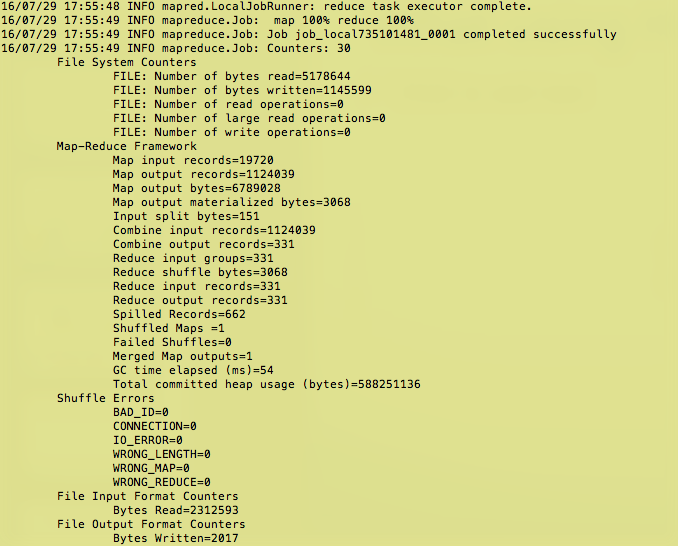 16/07/29 17:55:48 INFO mapred.LocalJobRunner: reduce task executor complete.
16/07/29 17:55:49 INFO mapreduce.Job:  map 100% reduce 100%
16/07/29 17:55:49 INFO mapreduce.Job: Job job_local735101481_0001 completed successfully
16/07/29 17:55:49 INFO mapreduce.Job: Counters: 30
File System Counters
FILE: Number of bytes read=5178644
FILE: Number of bytes written=1145599
FILE: Number of read operations=0
FILE: Number of large read operations=0
FILE: Number of write operations=0
Map-Reduce Framework
Map input records=19720
Map output records=1124039
Map output bytes=6789028
Map output materialized bytes=3068
Input split bytes=151
Combine input records=1124039
Combine output records=331
Reduce input groups=331
Reduce shuffle bytes=3068
Reduce input records=331
Reduce output records=331
Spilled Records=662
Shuffled Maps =1
Failed Shuffles=0
Merged Map outputs=1
GC time elapsed (ms)=54
Total committed heap usage (bytes)=588251136
Shuffle Errors
BAD_ID=0
CONNECTION=0
IO_ERROR=0
WRONG_LENGTH=0
WRONG_MAP=0
WRONG_REDUCE=0
File Input Format Counters
Bytes Read=2312593
File Output Format Counters
Bytes Written=2017